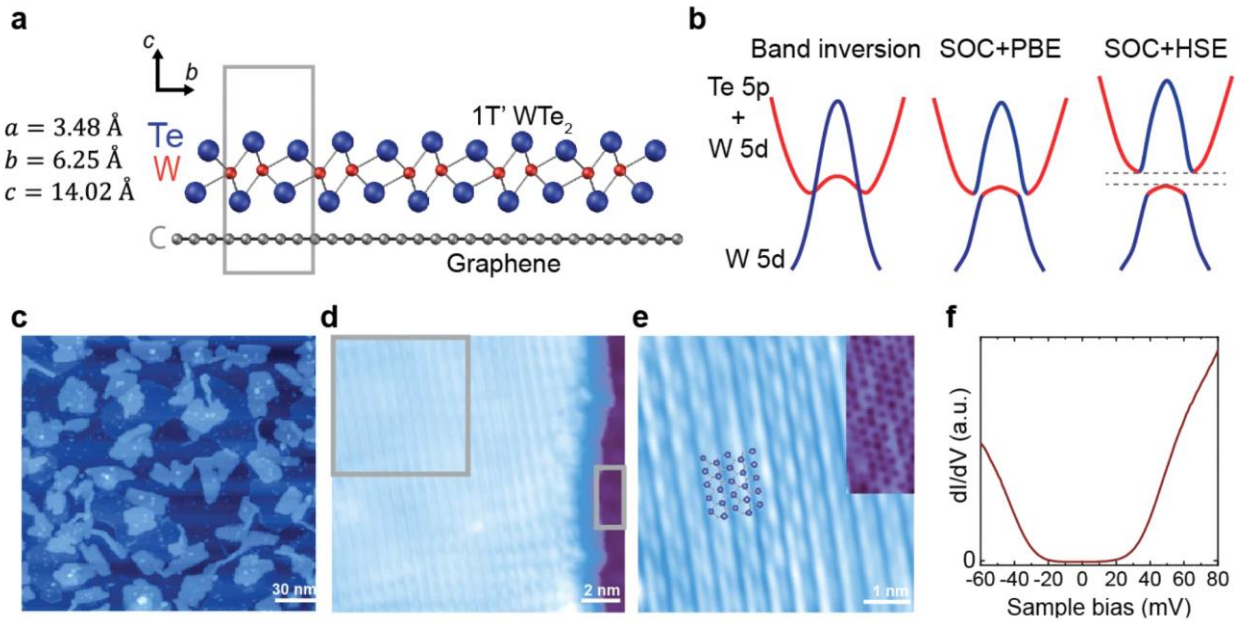 a
c
b
a = 3.48 Å
b = 6.25 Å
c = 14.02 Å
Te
W
1T’ WTe₂
C
Graphene
b
Band inversion
SOC+PBE
SOC+HSE
Te 5p
+
W 5d
W 5d
c
30 nm
d
2 nm
e
1 nm
f
dI/dV (a.u.)
0
-60 -40 -20 0 20 40 60 80
Sample bias (mV)